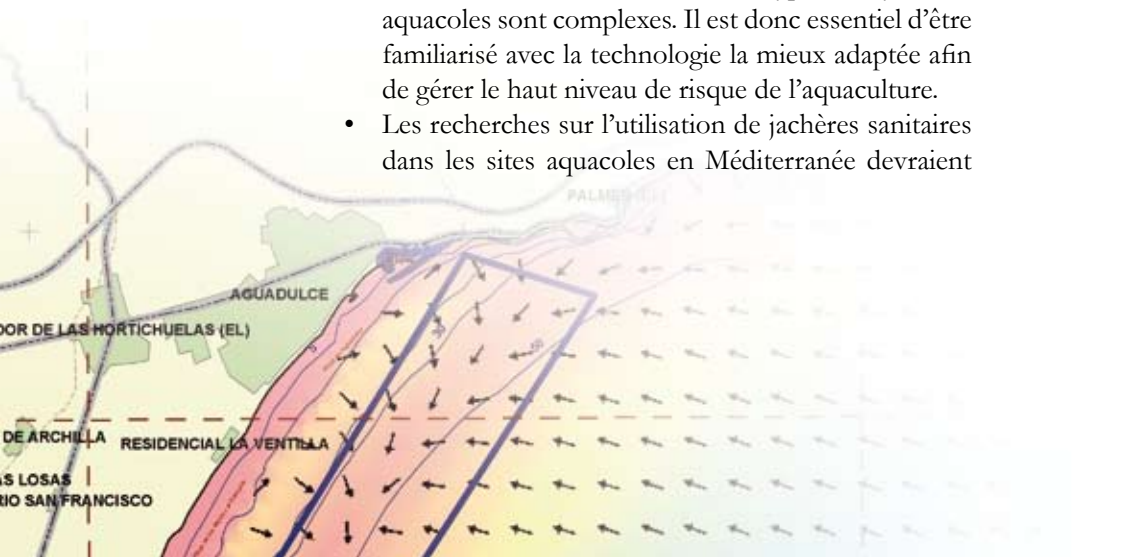 aquacoles sont complexes. Il est donc essentiel d’être
familiarisé avec la technologie la mieux adaptée afin
de gérer le haut niveau de risque de l’aquaculture.
• Les recherches sur l’utilisation de jachères sanitaires
dans les sites aquacoles en Méditerranée devraient
AGUADULCE
DOR DE LAS HORTICHUELAS (EL)
DE ARCHILLA
RESIDENCIAL LA VENTILLA
AS LOSAS
RIO SAN FRANCISCO